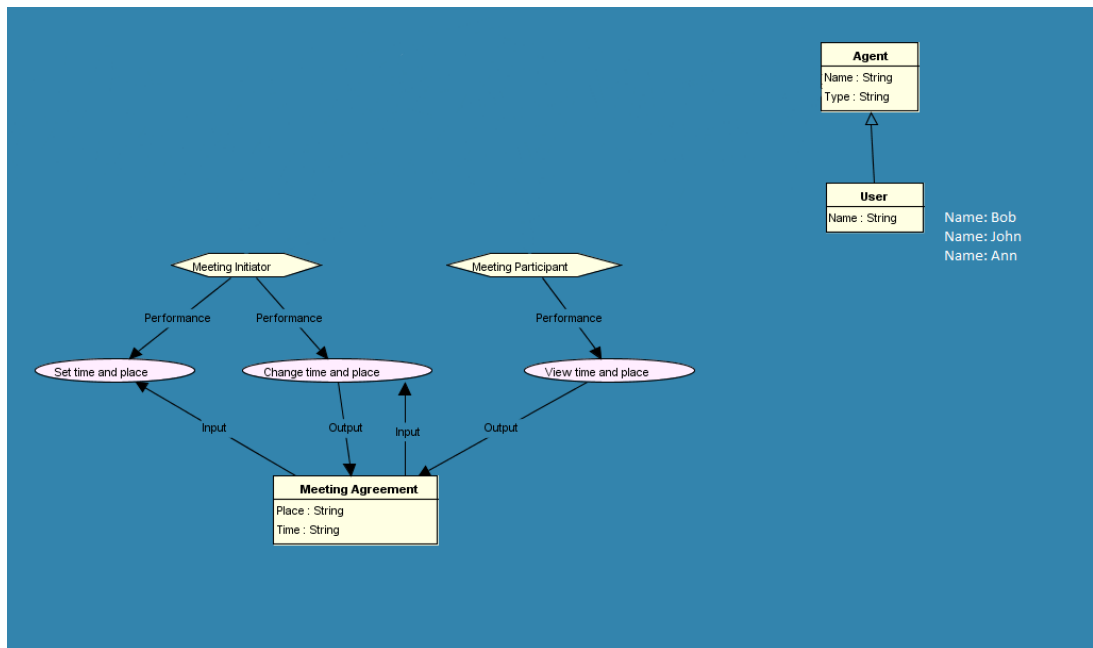 Agent
Name : String
Type : String
User
Name : String
Name: Bob
Name: John
Name: Ann
Meeting Initiator
Meeting Participant
Performance
Performance
Performance
Set time and place
Change time and place
View time and place
Input
Output
Input
Output
Meeting Agreement
Place : String
Time : String